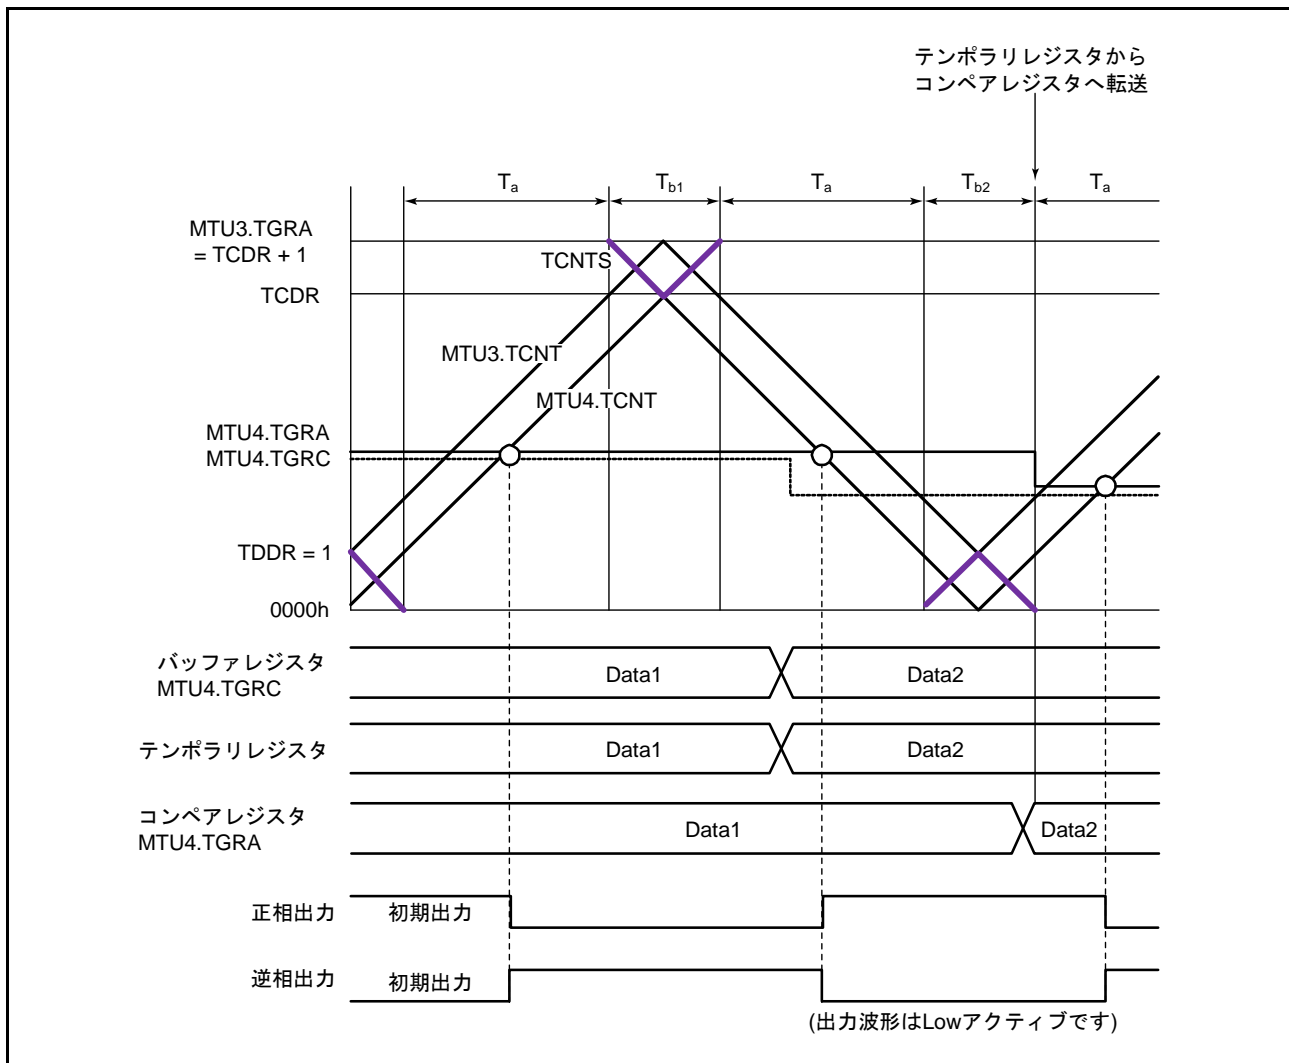 テンポラリレジスタから
コンペアレジスタへ転送
Ta Tb1 Ta Tb2 Ta
MTU3.TGRA
= TCDR + 1
TCNTS
TCDR
MTU3.TCNT
MTU4.TCNT
MTU4.TGRA
MTU4.TGRC
TDDR = 1
0000h
バッファレジスタ
MTU4.TGRC
Data1 Data2
テンポラリレジスタ Data1 Data2
コンペアレジスタ
MTU4.TGRA
Data1 Data2
正相出力 初期出力
逆相出力 初期出力
(出力波形はLowアクティブです)